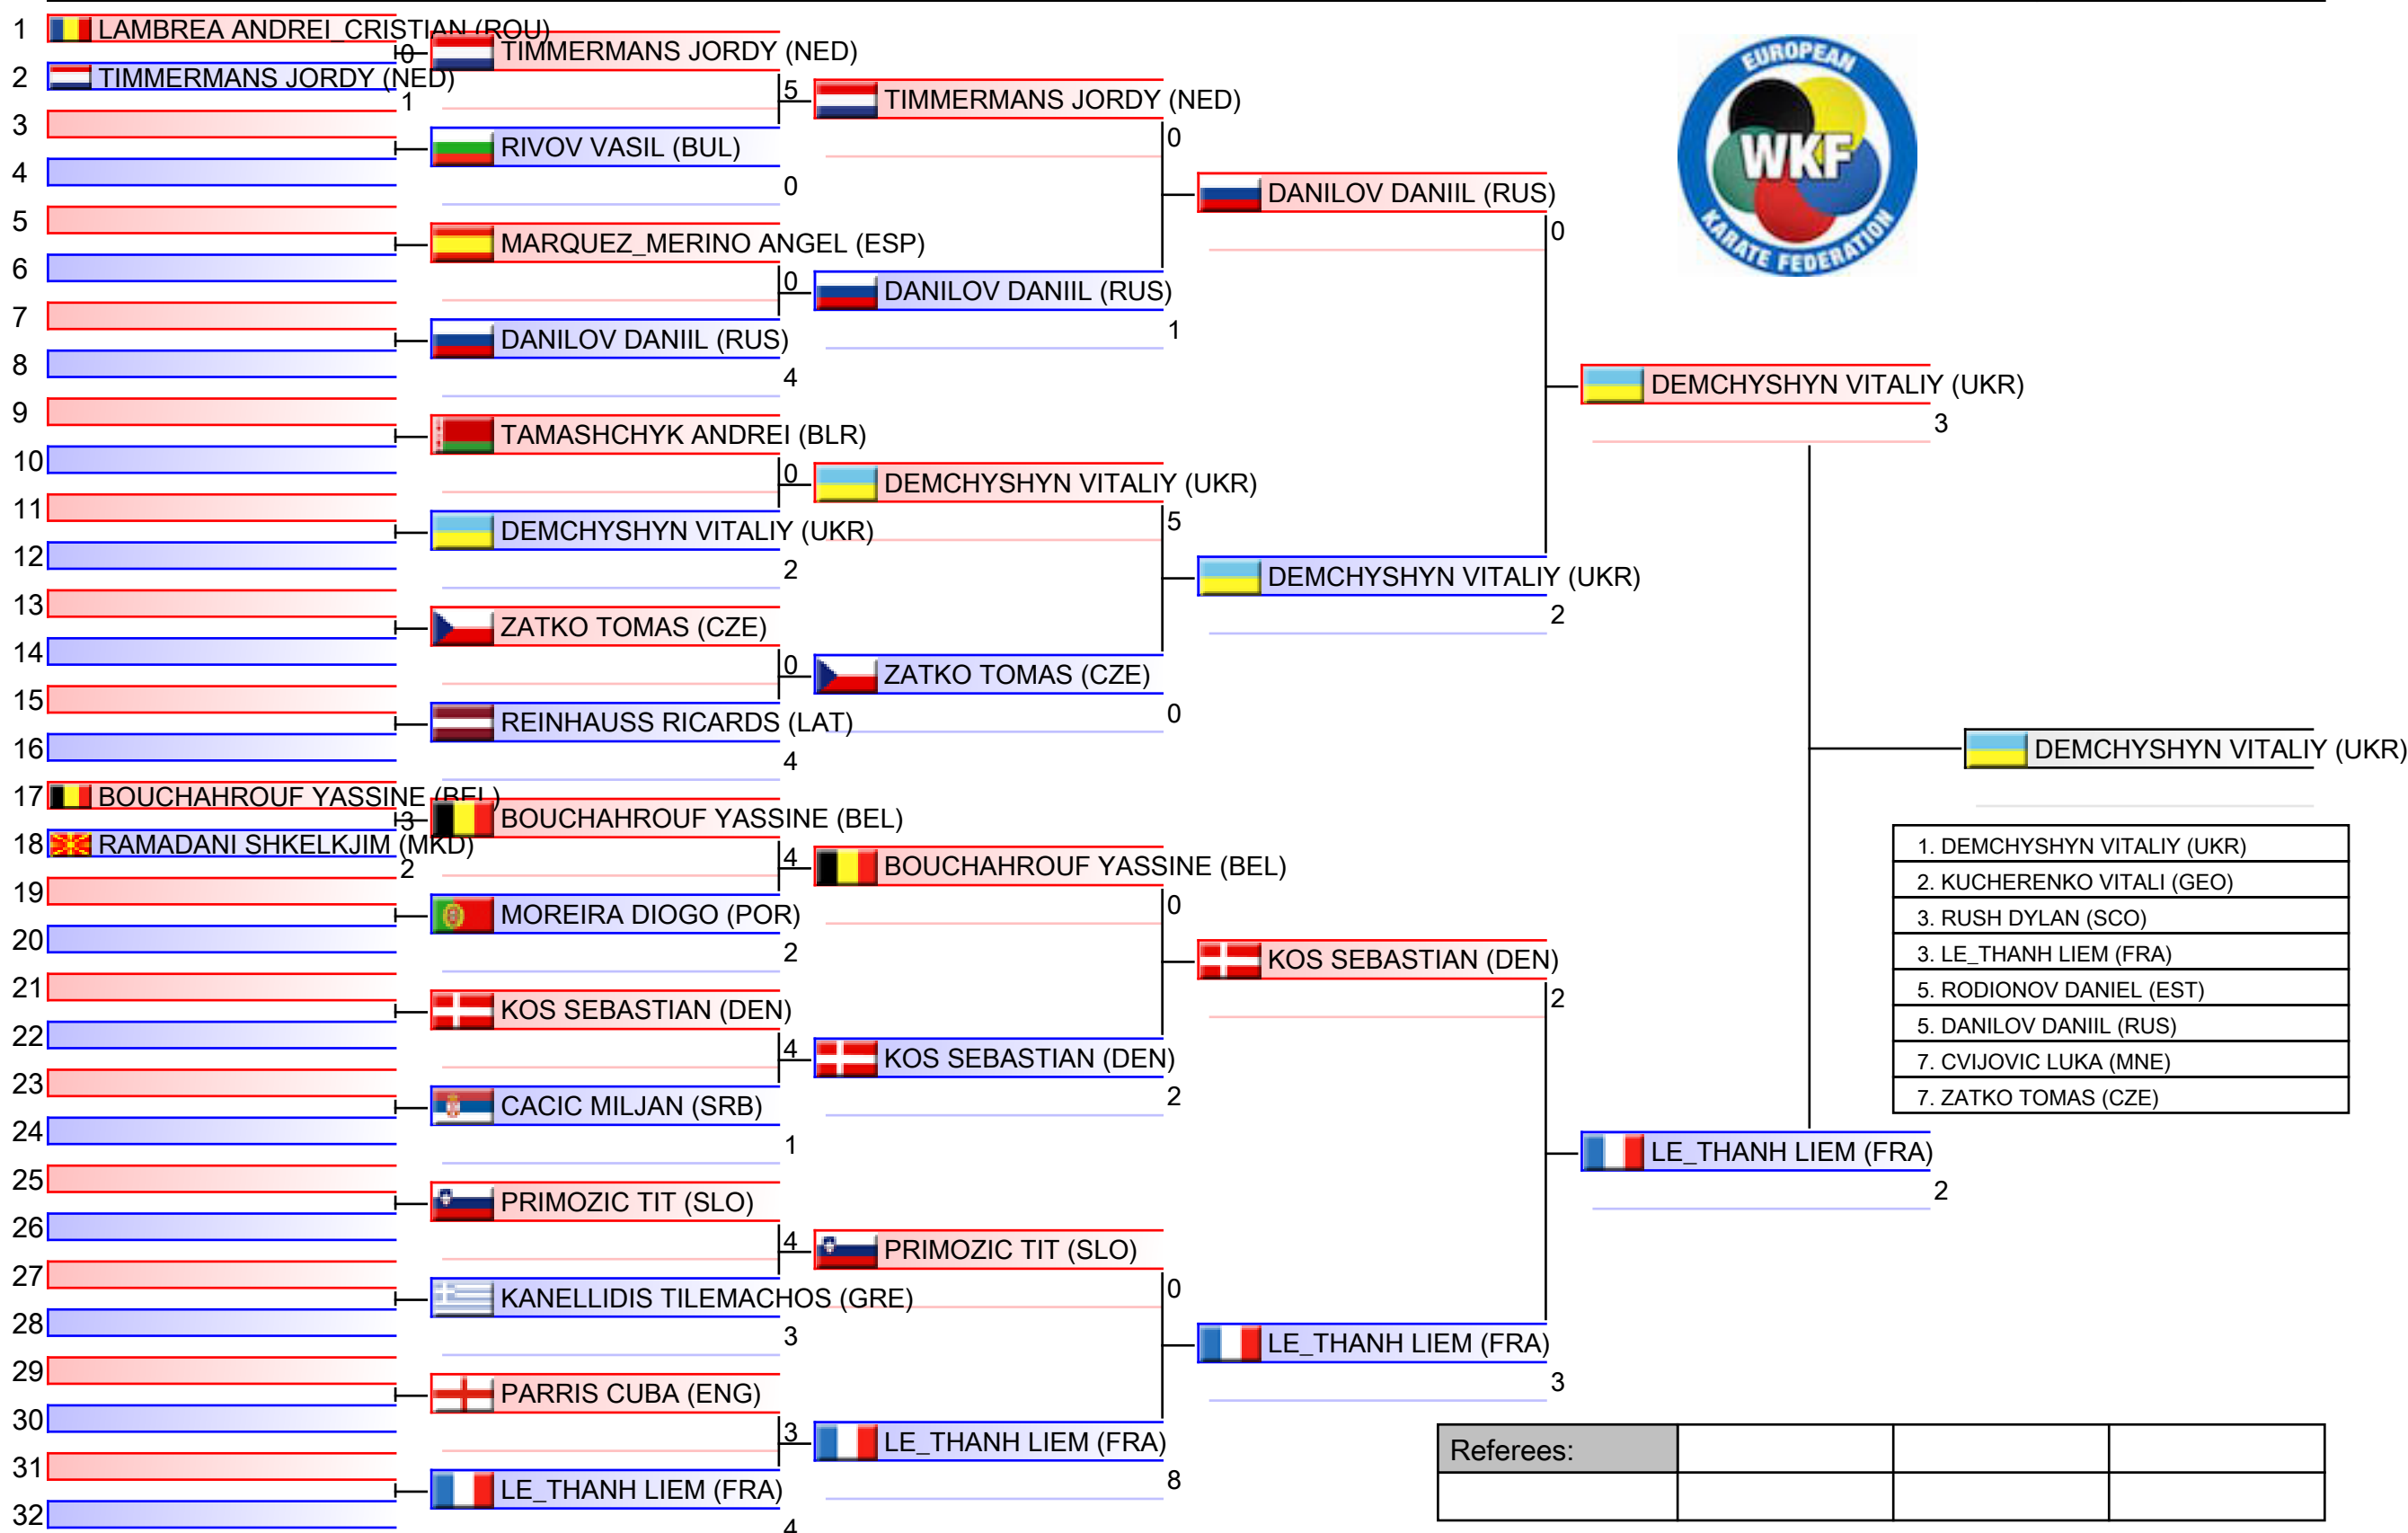 1 LAMBREA ANDREI_CRISTIAN (ROU)
0
2 TIMMERMANS JORDY (NED)
1
3
4
5
6
7
8
9
10
11
12
13
14
15
16
17 BOUCHAHROUF YASSINE (BEL)
3
18 RAMADANI SHKELKJIM (MKD)
2
19
20
21
22
23
24
25
26
27
28
29
30
31
32
TIMMERMANS JORDY (NED)
5
RIVOV VASIL (BUL)
0
MARQUEZ_MERINO ANGEL (ESP)
0
DANILOV DANIIL (RUS)
4
TAMASHCHYK ANDREI (BLR)
0
DEMCHYSHYN VITALIY (UKR)
2
ZATKO TOMAS (CZE)
0
REINHAUSS RICARDS (LAT)
4
BOUCHAHROUF YASSINE (BEL)
4
MOREIRA DIOGO (POR)
2
KOS SEBASTIAN (DEN)
4
CACIC MILJAN (SRB)
1
PRIMOZIC TIT (SLO)
4
KANELLIDIS TILEMACHOS (GRE)
3
PARRIS CUBA (ENG)
3
LE_THANH LIEM (FRA)
4
TIMMERMANS JORDY (NED)
0
DANILOV DANIIL (RUS)
1
DEMCHYSHYN VITALIY (UKR)
5
ZATKO TOMAS (CZE)
0
BOUCHAHROUF YASSINE (BEL)
0
KOS SEBASTIAN (DEN)
2
PRIMOZIC TIT (SLO)
0
LE_THANH LIEM (FRA)
8
DANILOV DANIIL (RUS)
0
DEMCHYSHYN VITALIY (UKR)
2
KOS SEBASTIAN (DEN)
2
LE_THANH LIEM (FRA)
3
DEMCHYSHYN VITALIY (UKR)
3
LE_THANH LIEM (FRA)
2
DEMCHYSHYN VITALIY (UKR)
EUROPEAN
WKF
KARATE FEDERATION
1. DEMCHYSHYN VITALIY (UKR)
2. KUCHERENKO VITALI (GEO)
3. RUSH DYLAN (SCO)
3. LE_THANH LIEM (FRA)
5. RODIONOV DANIEL (EST)
5. DANILOV DANIIL (RUS)
7. CVIJOVIC LUKA (MNE)
7. ZATKO TOMAS (CZE)
Referees: